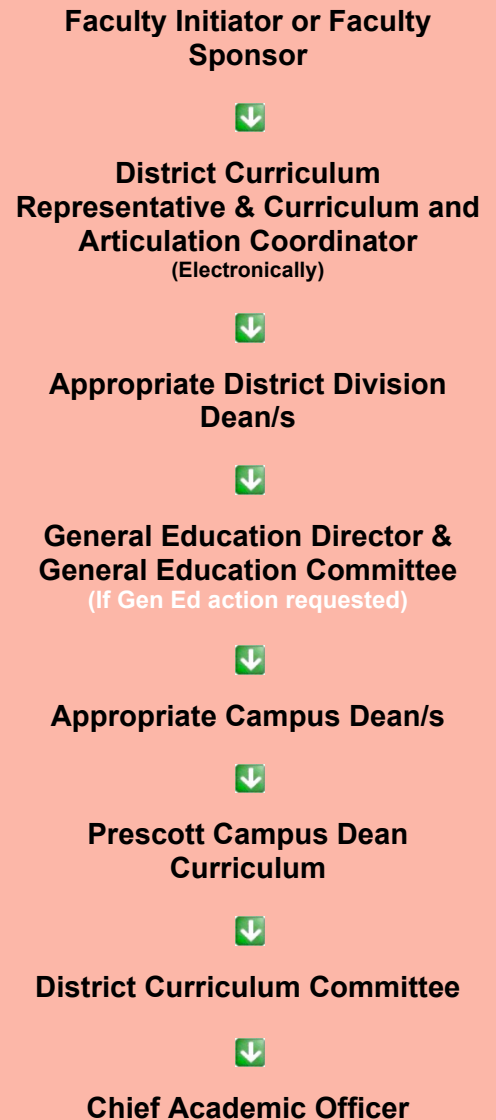 Faculty Initiator or Faculty
Sponsor
District Curriculum
Representative & Curriculum and
Articulation Coordinator
(Electronically)
Appropriate District Division
Dean/s
General Education Director &
General Education Committee
(If Gen Ed action requested)
Appropriate Campus Dean/s
Prescott Campus Dean
Curriculum
District Curriculum Committee
Chief Academic Officer